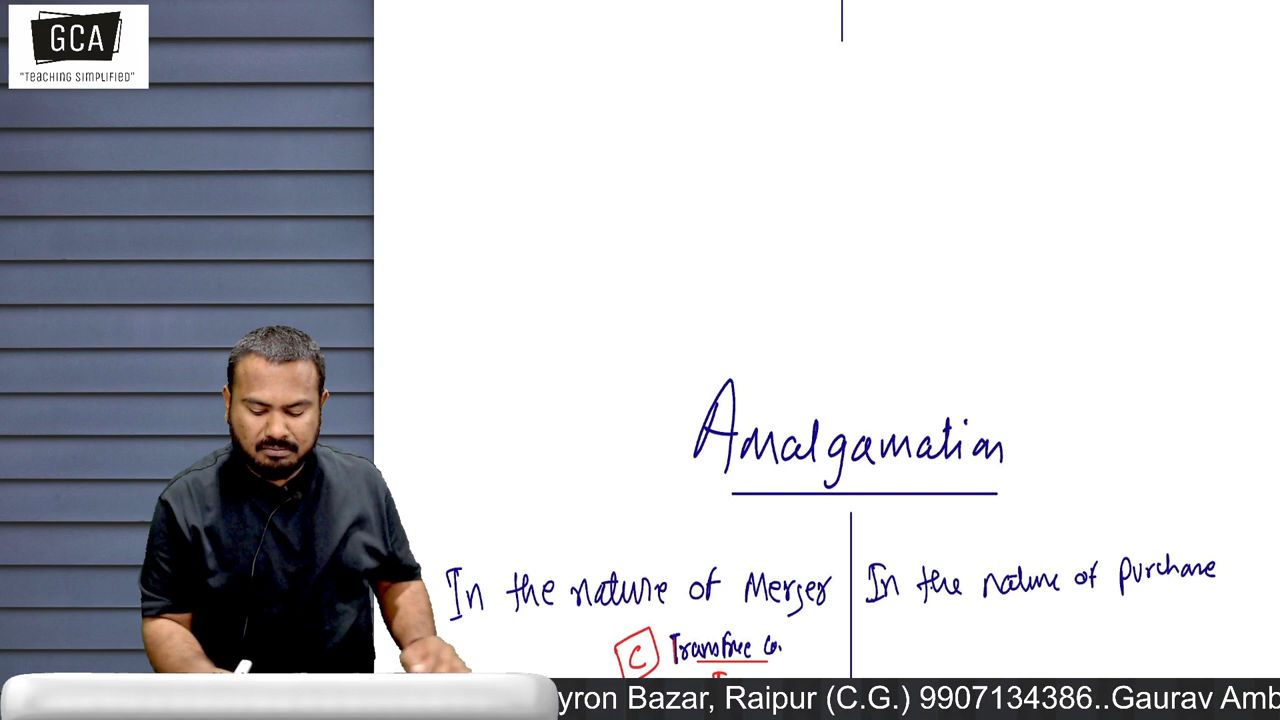 GCA
"TEACHING SIMPLIFIED"
Amalgamation
In the nature of Merger
In the nature of purchase
C Transfree Co.
yron Bazar, Raipur (C.G.) 9907134386..Gaurav Amb